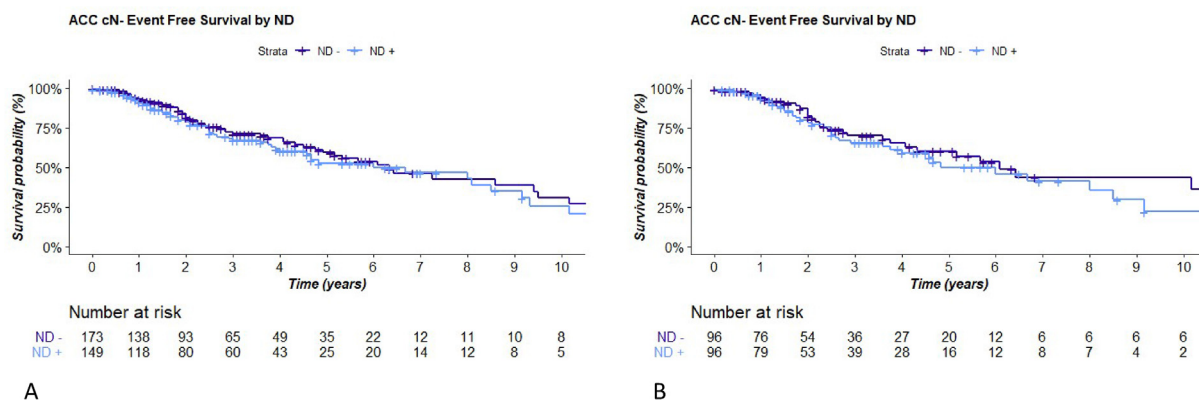 ACC cN- Event Free Survival by ND
Strata ND - ND +
Survival probability (%)
100%
75%
50%
25%
0%
0 1 2 3 4 5 6 7 8 9 10
Time (years)
Number at risk
ND - 173 138 93 65 49 35 22 12 11 10 8
ND + 149 118 80 60 43 25 20 14 12 8 5
A
ACC cN- Event Free Survival by ND
Strata ND - ND +
Survival probability (%)
100%
75%
50%
25%
0%
0 1 2 3 4 5 6 7 8 9 10
Time (years)
Number at risk
ND - 96 76 54 36 27 20 12 6 6 6 6
ND + 96 79 53 39 28 16 12 8 7 4 2
B